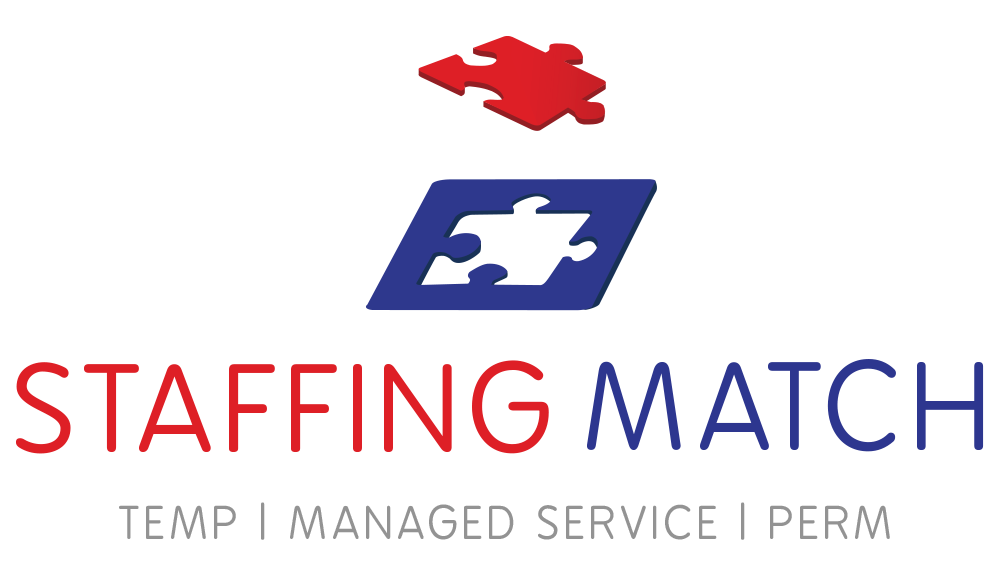 STAFFING MATCH
TEMP | MANAGED SERVICE | PERM